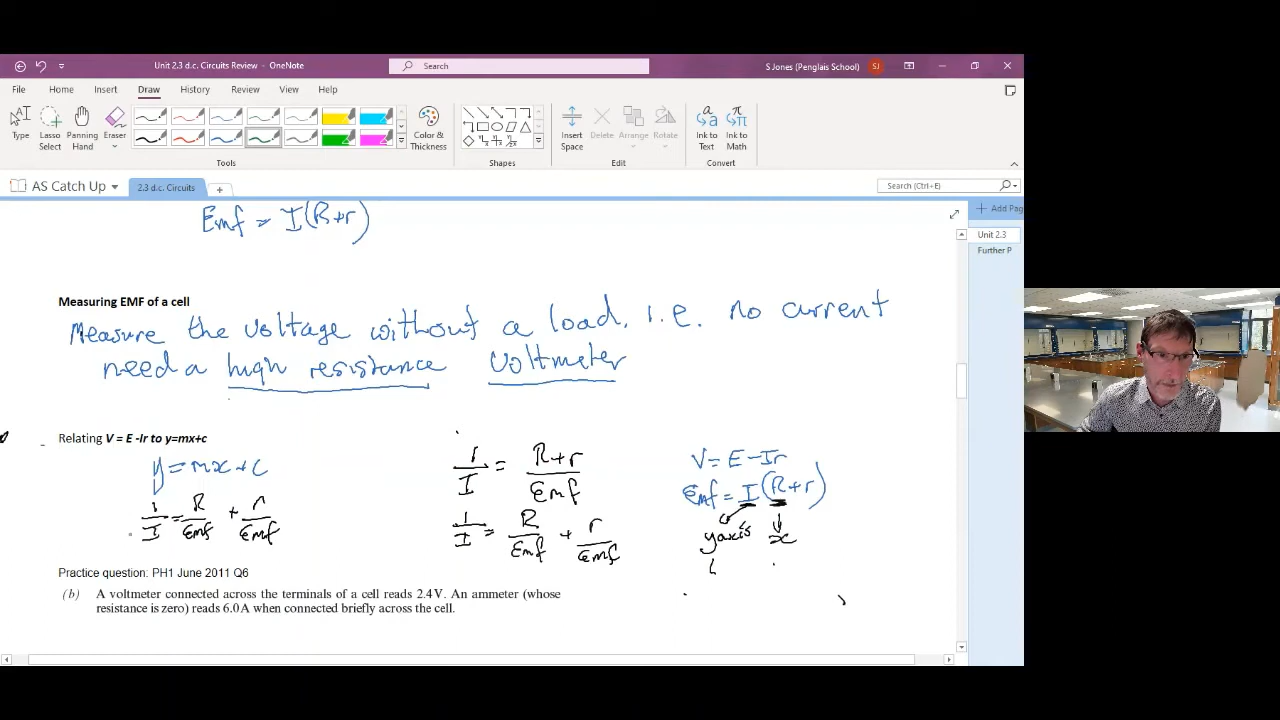 Unit 2.3 d.c. Circuits Review - OneNote
Search
S Jones (Penglais School)
SJ
File Home Insert Draw History Review View Help
Type
Lasso Select
Panning Hand
Eraser
Color & Thickness
Insert Space
Delete
Arrange
Rotate
Ink to Text
Ink to Math
Tools
Shapes
Edit
Convert
AS Catch Up
2.3 d.c. Circuits
Search (Ctrl+E)
Add Pag
Unit 2.3
Further P
Emf = I(R+r)
Measuring EMF of a cell
Measure the voltage without a load. i.e. no current
need a high resistance voltmeter
Relating V = E -Ir to y=mx+c
y = mx + c
1/I = R/Emf + r/Emf
1/I = R+r/Emf
1/I = R/Emf + r/Emf
V = E - Ir
Emf = I(R+r)
y axis x
Practice question: PH1 June 2011 Q6
(b) A voltmeter connected across the terminals of a cell reads 2.4V. An ammeter (whose
resistance is zero) reads 6.0A when connected briefly across the cell.